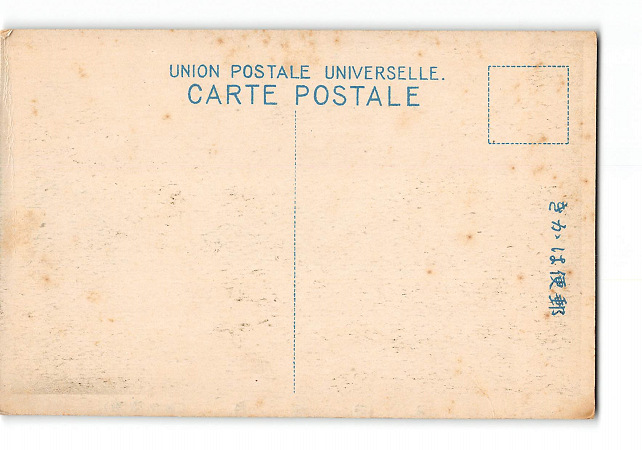 UNION POSTALE UNIVERSELLE.
CARTE POSTALE
郵便はかき